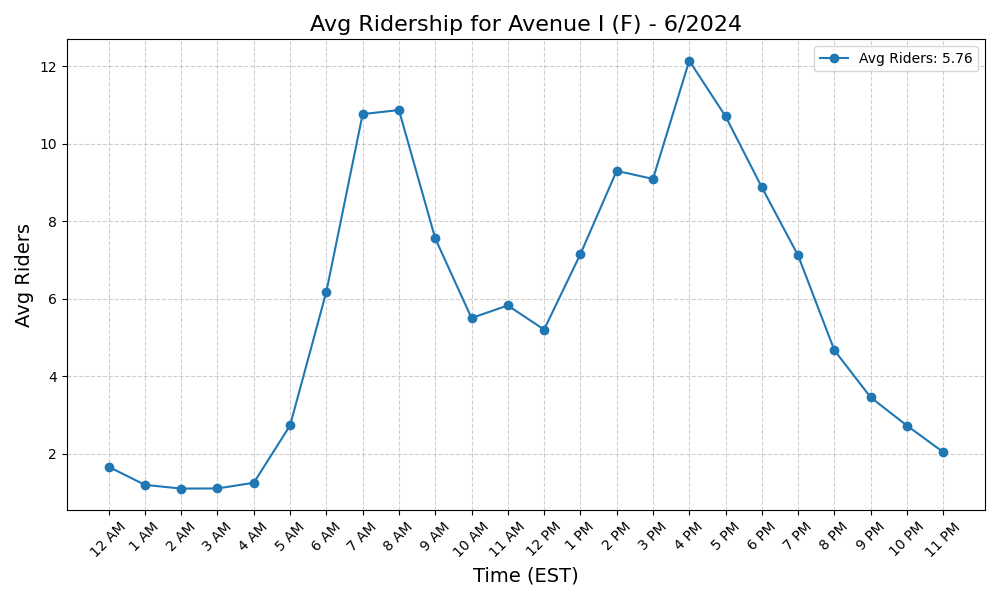 Avg Ridership for Avenue I (F) - 6/2024
Avg Riders: 5.76
Avg Riders
12
10
8
6
4
2
12 AM
1 AM
2 AM
3 AM
4 AM
5 AM
6 AM
7 AM
8 AM
9 AM
10 AM
11 AM
12 PM
1 PM
2 PM
3 PM
4 PM
5 PM
6 PM
7 PM
8 PM
9 PM
10 PM
11 PM
Time (EST)